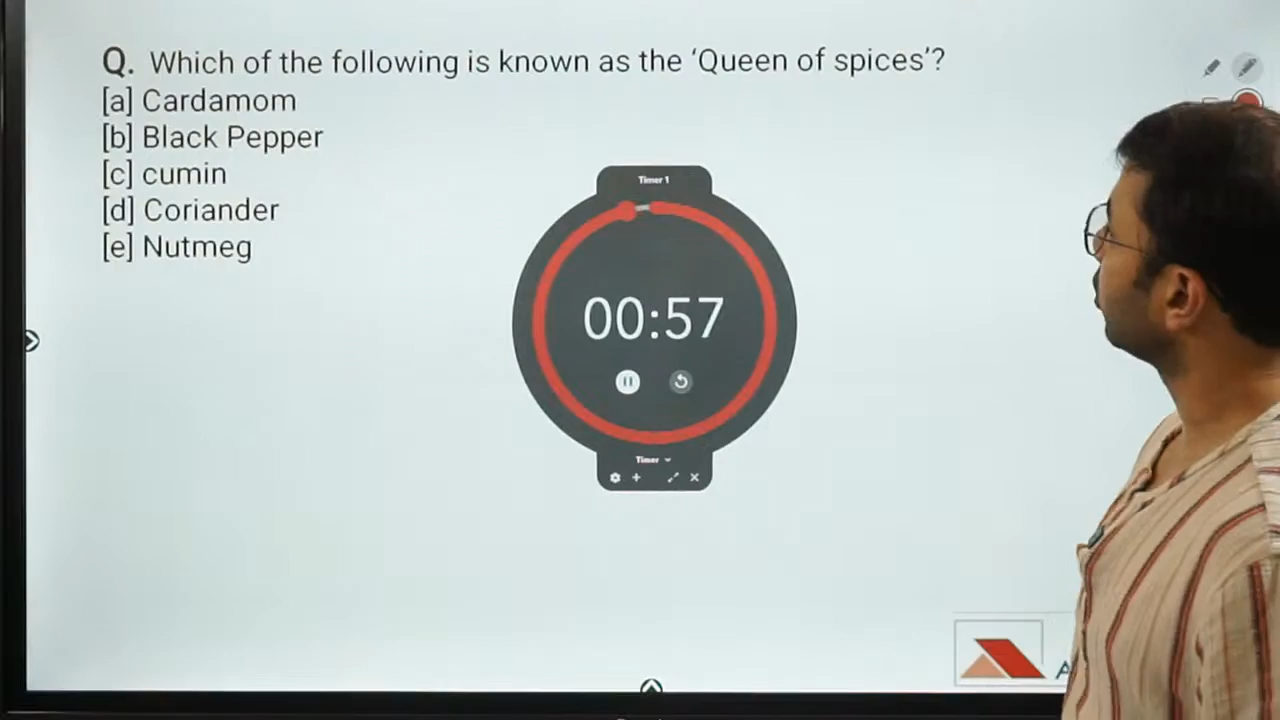 Q. Which of the following is known as the ‘Queen of spices’?
[a] Cardamom
[b] Black Pepper
[c] cumin
[d] Coriander
[e] Nutmeg
Timer 1
00:57
Timer
A